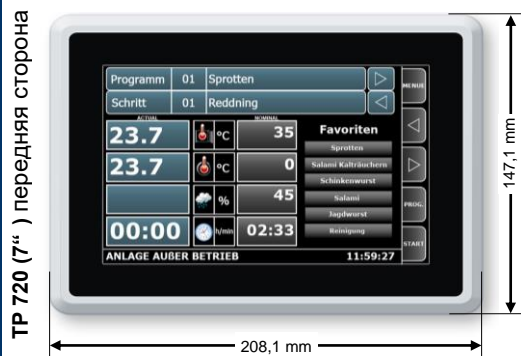 TP 720 (7“ ) передняя сторона
Programm 01 Sprotten
MENUE
Schritt 01 Reddning
ACTUAL NOMINAL
23.7 °C 35
Favoriten
Sprotten
23.7 °C 0
Salami Kalträuchern
Schinkenwurst
% 45
Salami
PROG.
Jagdwurst
00:00 h/min 02:33
Reinigung
START
ANLAGE AUßER BETRIEB 11:59:27
147,1 mm
208,1 mm